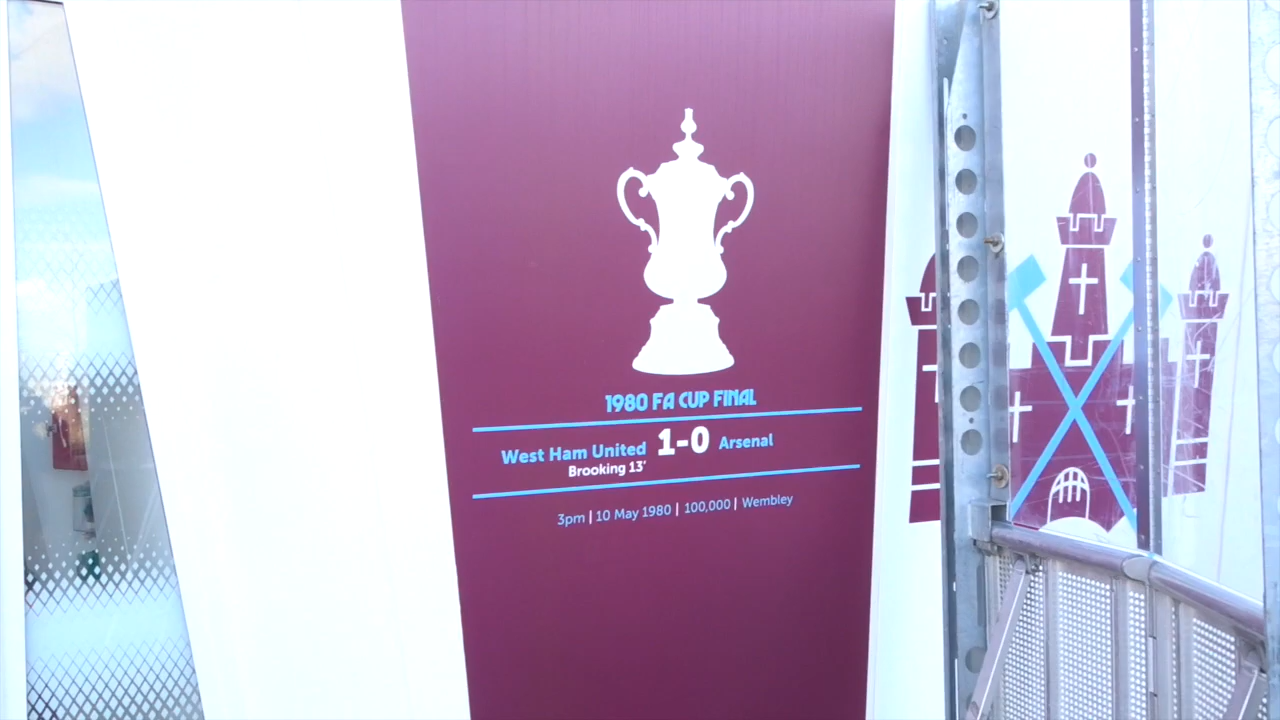 1980 FA CUP FINAL
West Ham United 1-0 Arsenal
Brooking 13'
3pm | 10 May 1980 | 100,000 | Wembley